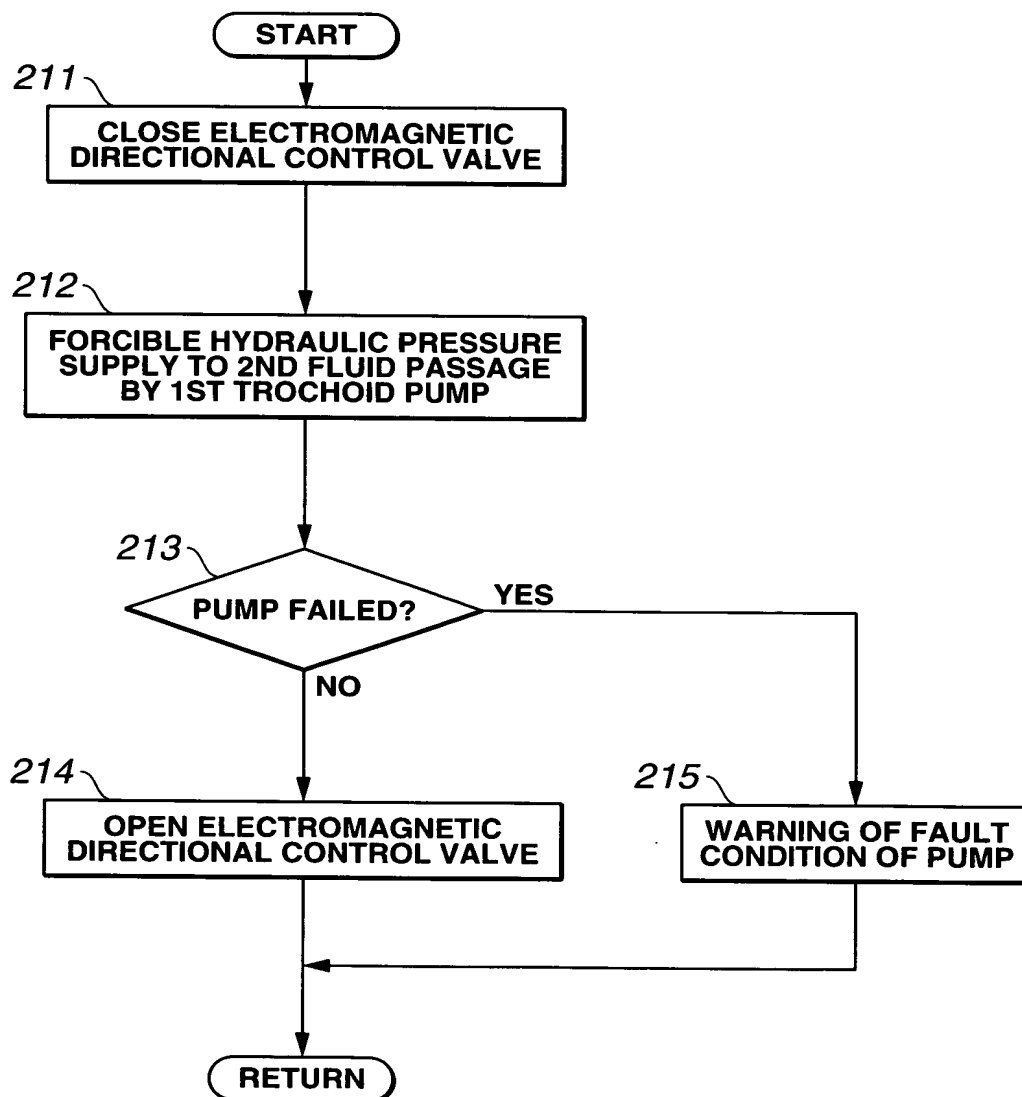 START
211
CLOSE ELECTROMAGNETIC
DIRECTIONAL CONTROL VALVE
212
FORCIBLE HYDRAULIC PRESSURE
SUPPLY TO 2ND FLUID PASSAGE
BY 1ST TROCHOID PUMP
213
PUMP FAILED?
YES
NO
214
OPEN ELECTROMAGNETIC
DIRECTIONAL CONTROL VALVE
215
WARNING OF FAULT
CONDITION OF PUMP
RETURN